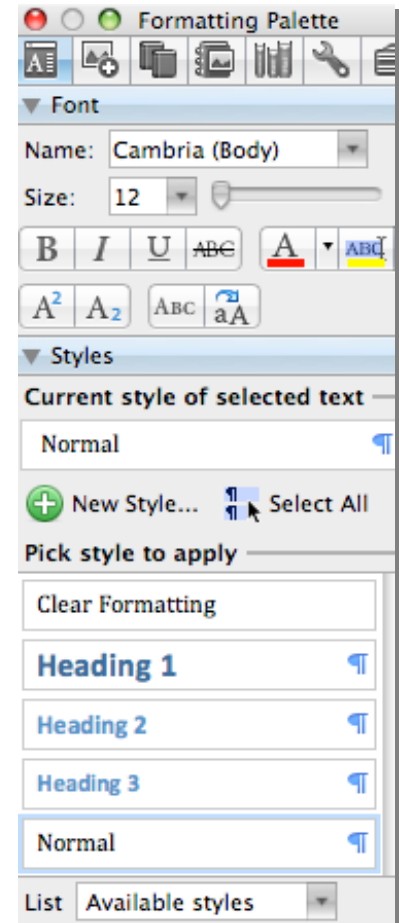 Formatting Palette
A
Font
Name: Cambria (Body)
Size: 12
B I U ABC A ABC
A2 A2 ABC aA
Styles
Current style of selected text
Normal ¶
New Style... ¶ ¶ Select All
Pick style to apply
Clear Formatting
Heading 1 ¶
Heading 2 ¶
Heading 3 ¶
Normal ¶
List Available styles